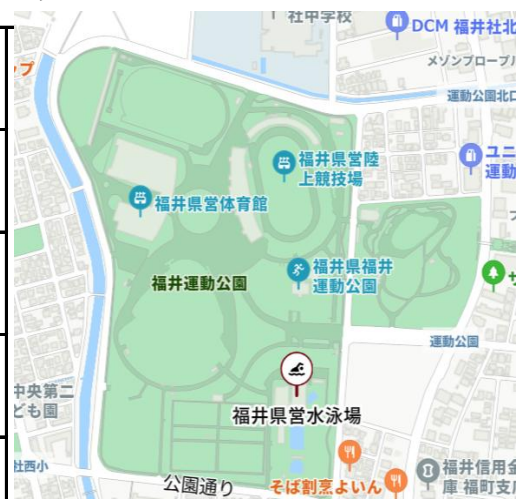 社中学校
DCM 福井社北
メゾンプローブル
ップ
運動公園北口
福井県営陸
上競技場
ユニ
運動
福井県営体育館
福井県福井
運動公園
福井運動公園
サ
運動公園
中央第二
ども園
福井県営水泳場
社西小
公園通り
そば割烹よいん
福井信用金
庫 福町支店